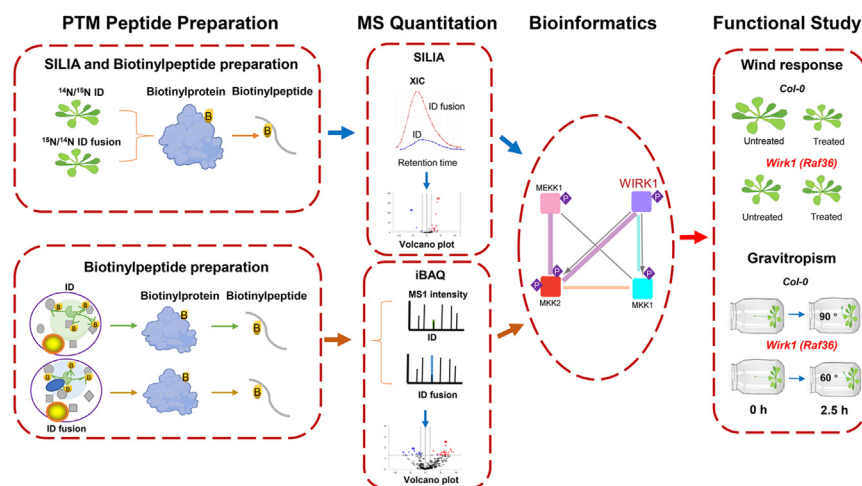 PTM Peptide Preparation
MS Quantitation
Bioinformatics
Functional Study
SILIA and Biotinylpeptide preparation
14N/15N ID
15N/14N ID fusion
Biotinylprotein
Biotinylpeptide
B
B
SILIA
XIC
ID fusion
ID
Retention time
Volcano plot
Biotinylpeptide preparation
ID
B
B
B
B
B
B
ID fusion
Biotinylprotein
Biotinylpeptide
B
B
B
B
iBAQ
MS1 intensity
ID
ID fusion
Volcano plot
MEKK1
P
WIRK1
P
P
P
MKK2
P
MKK1
Wind response
Col-0
Untreated
Treated
Wirk1 (Raf36)
Untreated
Treated
Gravitropism
Col-0
90 °
Wirk1 (Raf36)
60 °
0 h
2.5 h